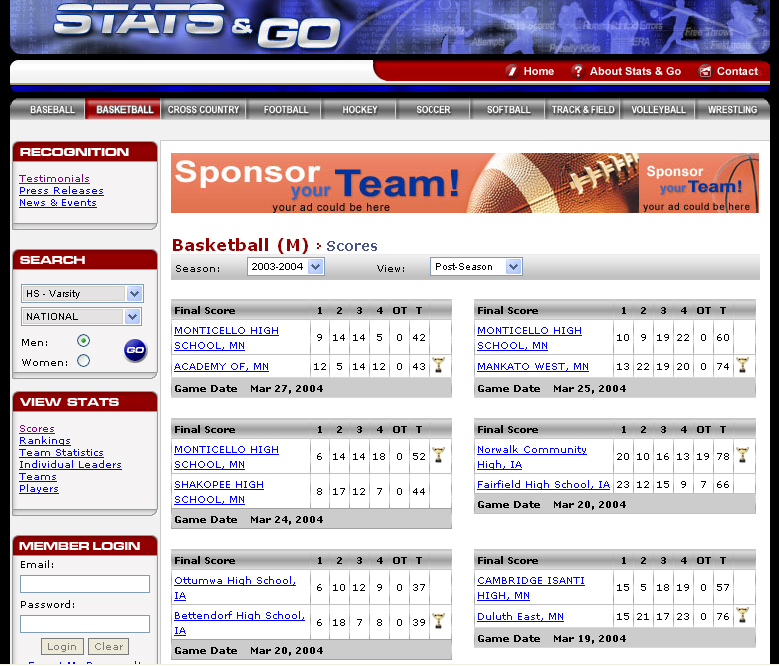 STATS & GO
Attempts
Penalty Kicks
ERA
Free Throws
Field goals
Home
About Stats & Go
Contact
BASEBALL BASKETBALL CROSS COUNTRY FOOTBALL HOCKEY SOCCER SOFTBALL TRACK & FIELD VOLLEYBALL WRESTLING
RECOGNITION
Testimonials
Press Releases
News & Events
SEARCH
HS - Varsity
NATIONAL
Men:
GO
Women:
VIEW STATS
Scores
Rankings
Team Statistics
Individual Leaders
Teams
Players
MEMBER LOGIN
Email:
Password:
Login Clear
Sponsor
your Team!
your ad could be here
Sponsor
your Team!
your ad could be here
Basketball (M) > Scores
Season: 2003-2004 View: Post-Season
Final Score 1 2 3 4 OT T
MONTICELLO HIGH
SCHOOL, MN 9 14 14 5 0 42
ACADEMY OF, MN 12 5 14 12 0 43
Game Date Mar 27, 2004
Final Score 1 2 3 4 OT T
MONTICELLO HIGH
SCHOOL, MN 10 9 19 22 0 60
MANKATO WEST, MN 13 22 19 20 0 74
Game Date Mar 25, 2004
Final Score 1 2 3 4 OT T
MONTICELLO HIGH
SCHOOL, MN 6 14 14 18 0 52
SHAKOPEE HIGH
SCHOOL, MN 8 17 12 7 0 44
Game Date Mar 24, 2004
Final Score 1 2 3 4 OT T
Norwalk Community
High, IA 20 10 16 13 19 78
Fairfield High School, IA 23 12 15 9 7 66
Game Date Mar 20, 2004
Final Score 1 2 3 4 OT T
Ottumwa High School,
IA 6 10 12 9 0 37
Bettendorf High School,
IA 6 18 7 8 0 39
Game Date Mar 20, 2004
Final Score 1 2 3 4 OT T
CAMBRIDGE ISANTI
HIGH, MN 15 5 18 19 0 57
Duluth East, MN 15 21 17 23 0 76
Game Date Mar 19, 2004